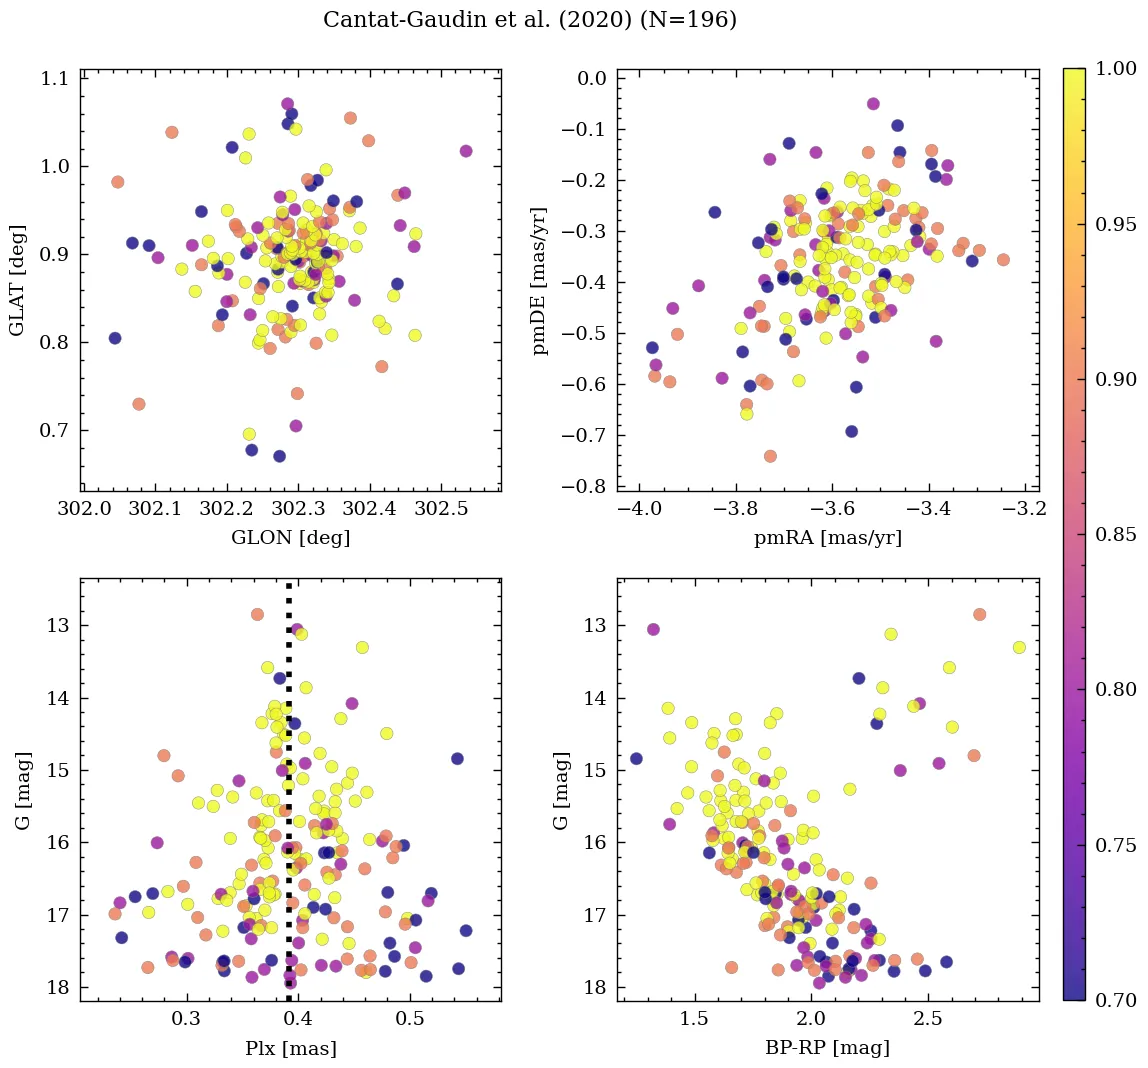 Cantat-Gaudin et al. (2020) (N=196)
1.1
1.0
0.9
0.8
0.7
GLAT [deg]
302.0 302.1 302.2 302.3 302.4 302.5
GLON [deg]
0.0
−0.1
−0.2
−0.3
−0.4
−0.5
−0.6
−0.7
−0.8
pmDE [mas/yr]
−4.0 −3.8 −3.6 −3.4 −3.2
pmRA [mas/yr]
13
14
15
16
17
18
G [mag]
0.3 0.4 0.5
Plx [mas]
13
14
15
16
17
18
G [mag]
1.5 2.0 2.5
BP-RP [mag]
1.00
0.95
0.90
0.85
0.80
0.75
0.70